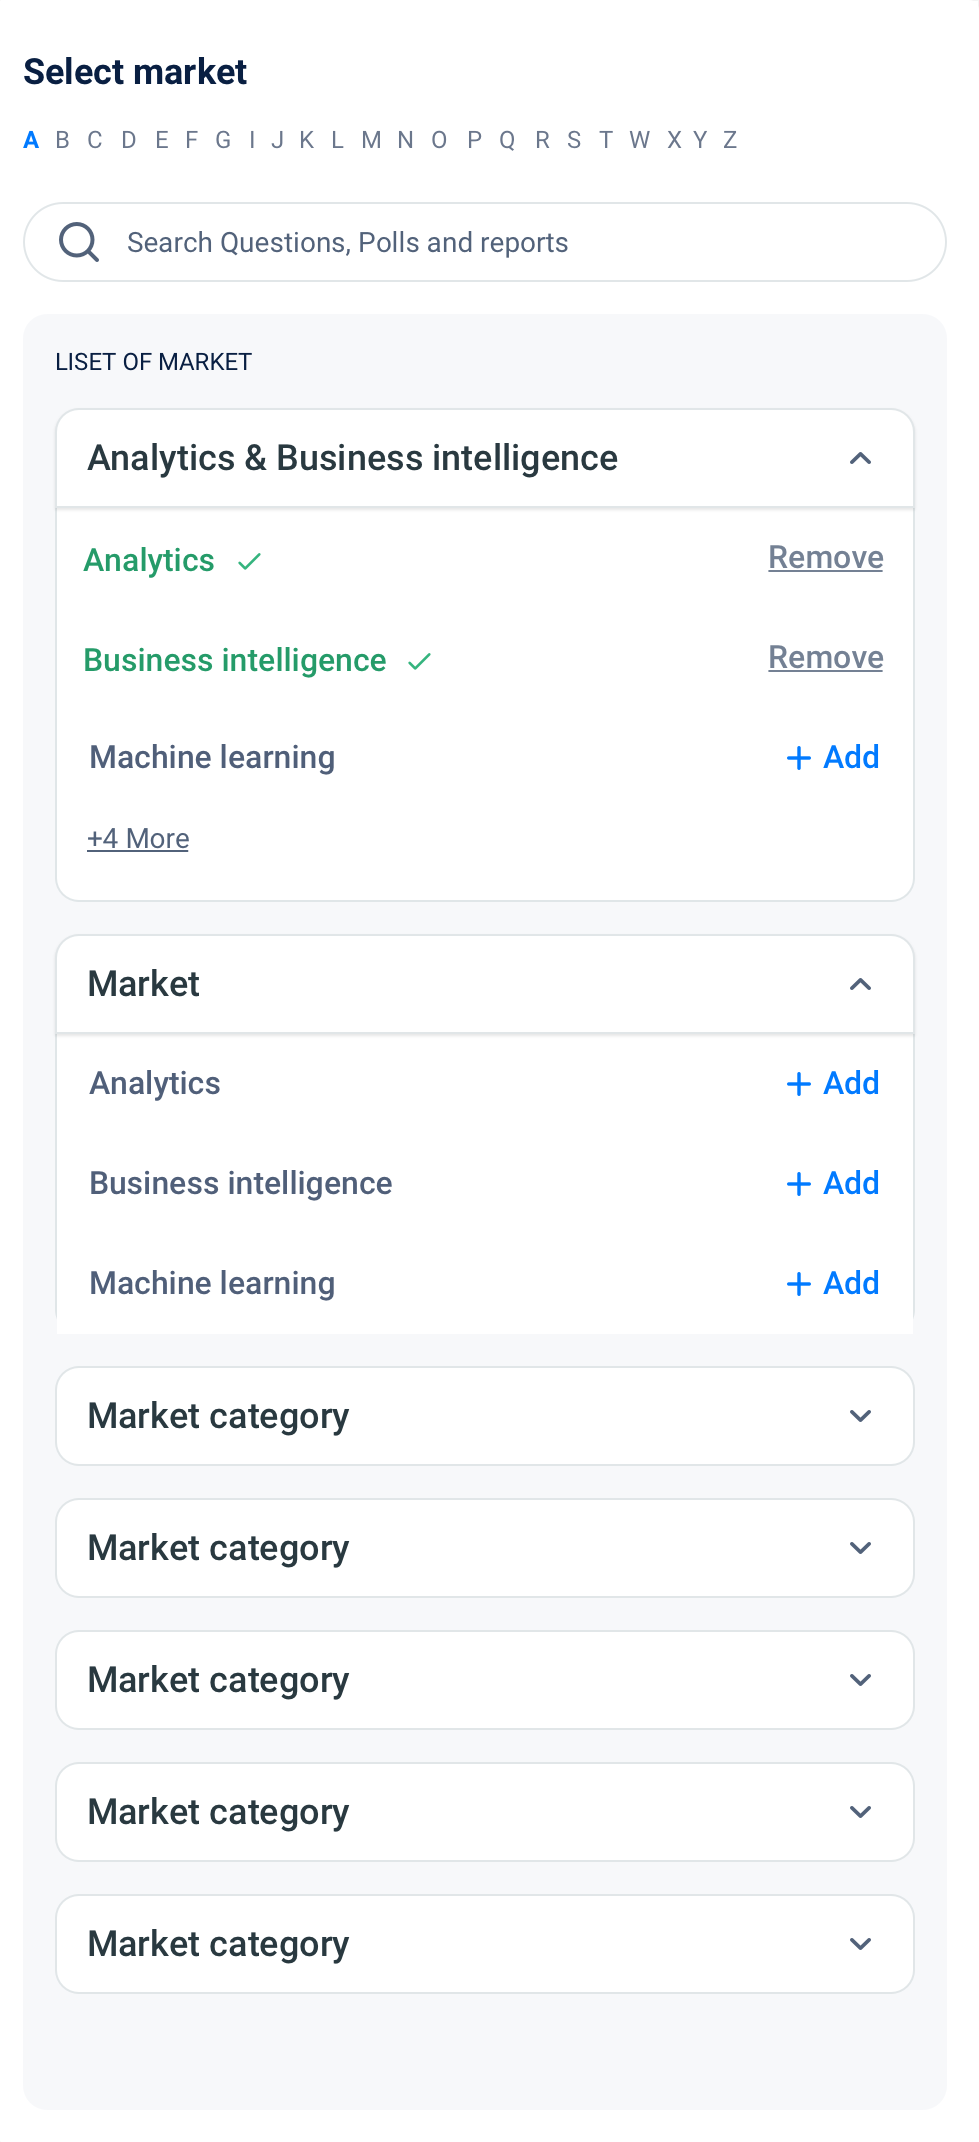 Select market
A B C D E F G I J K L M N O P Q R S T W X Y Z
Search Questions, Polls and reports
LISET OF MARKET
Analytics & Business intelligence
Analytics Remove
Business intelligence Remove
Machine learning + Add
+4 More
Market
Analytics + Add
Business intelligence + Add
Machine learning + Add
Market category
Market category
Market category
Market category
Market category